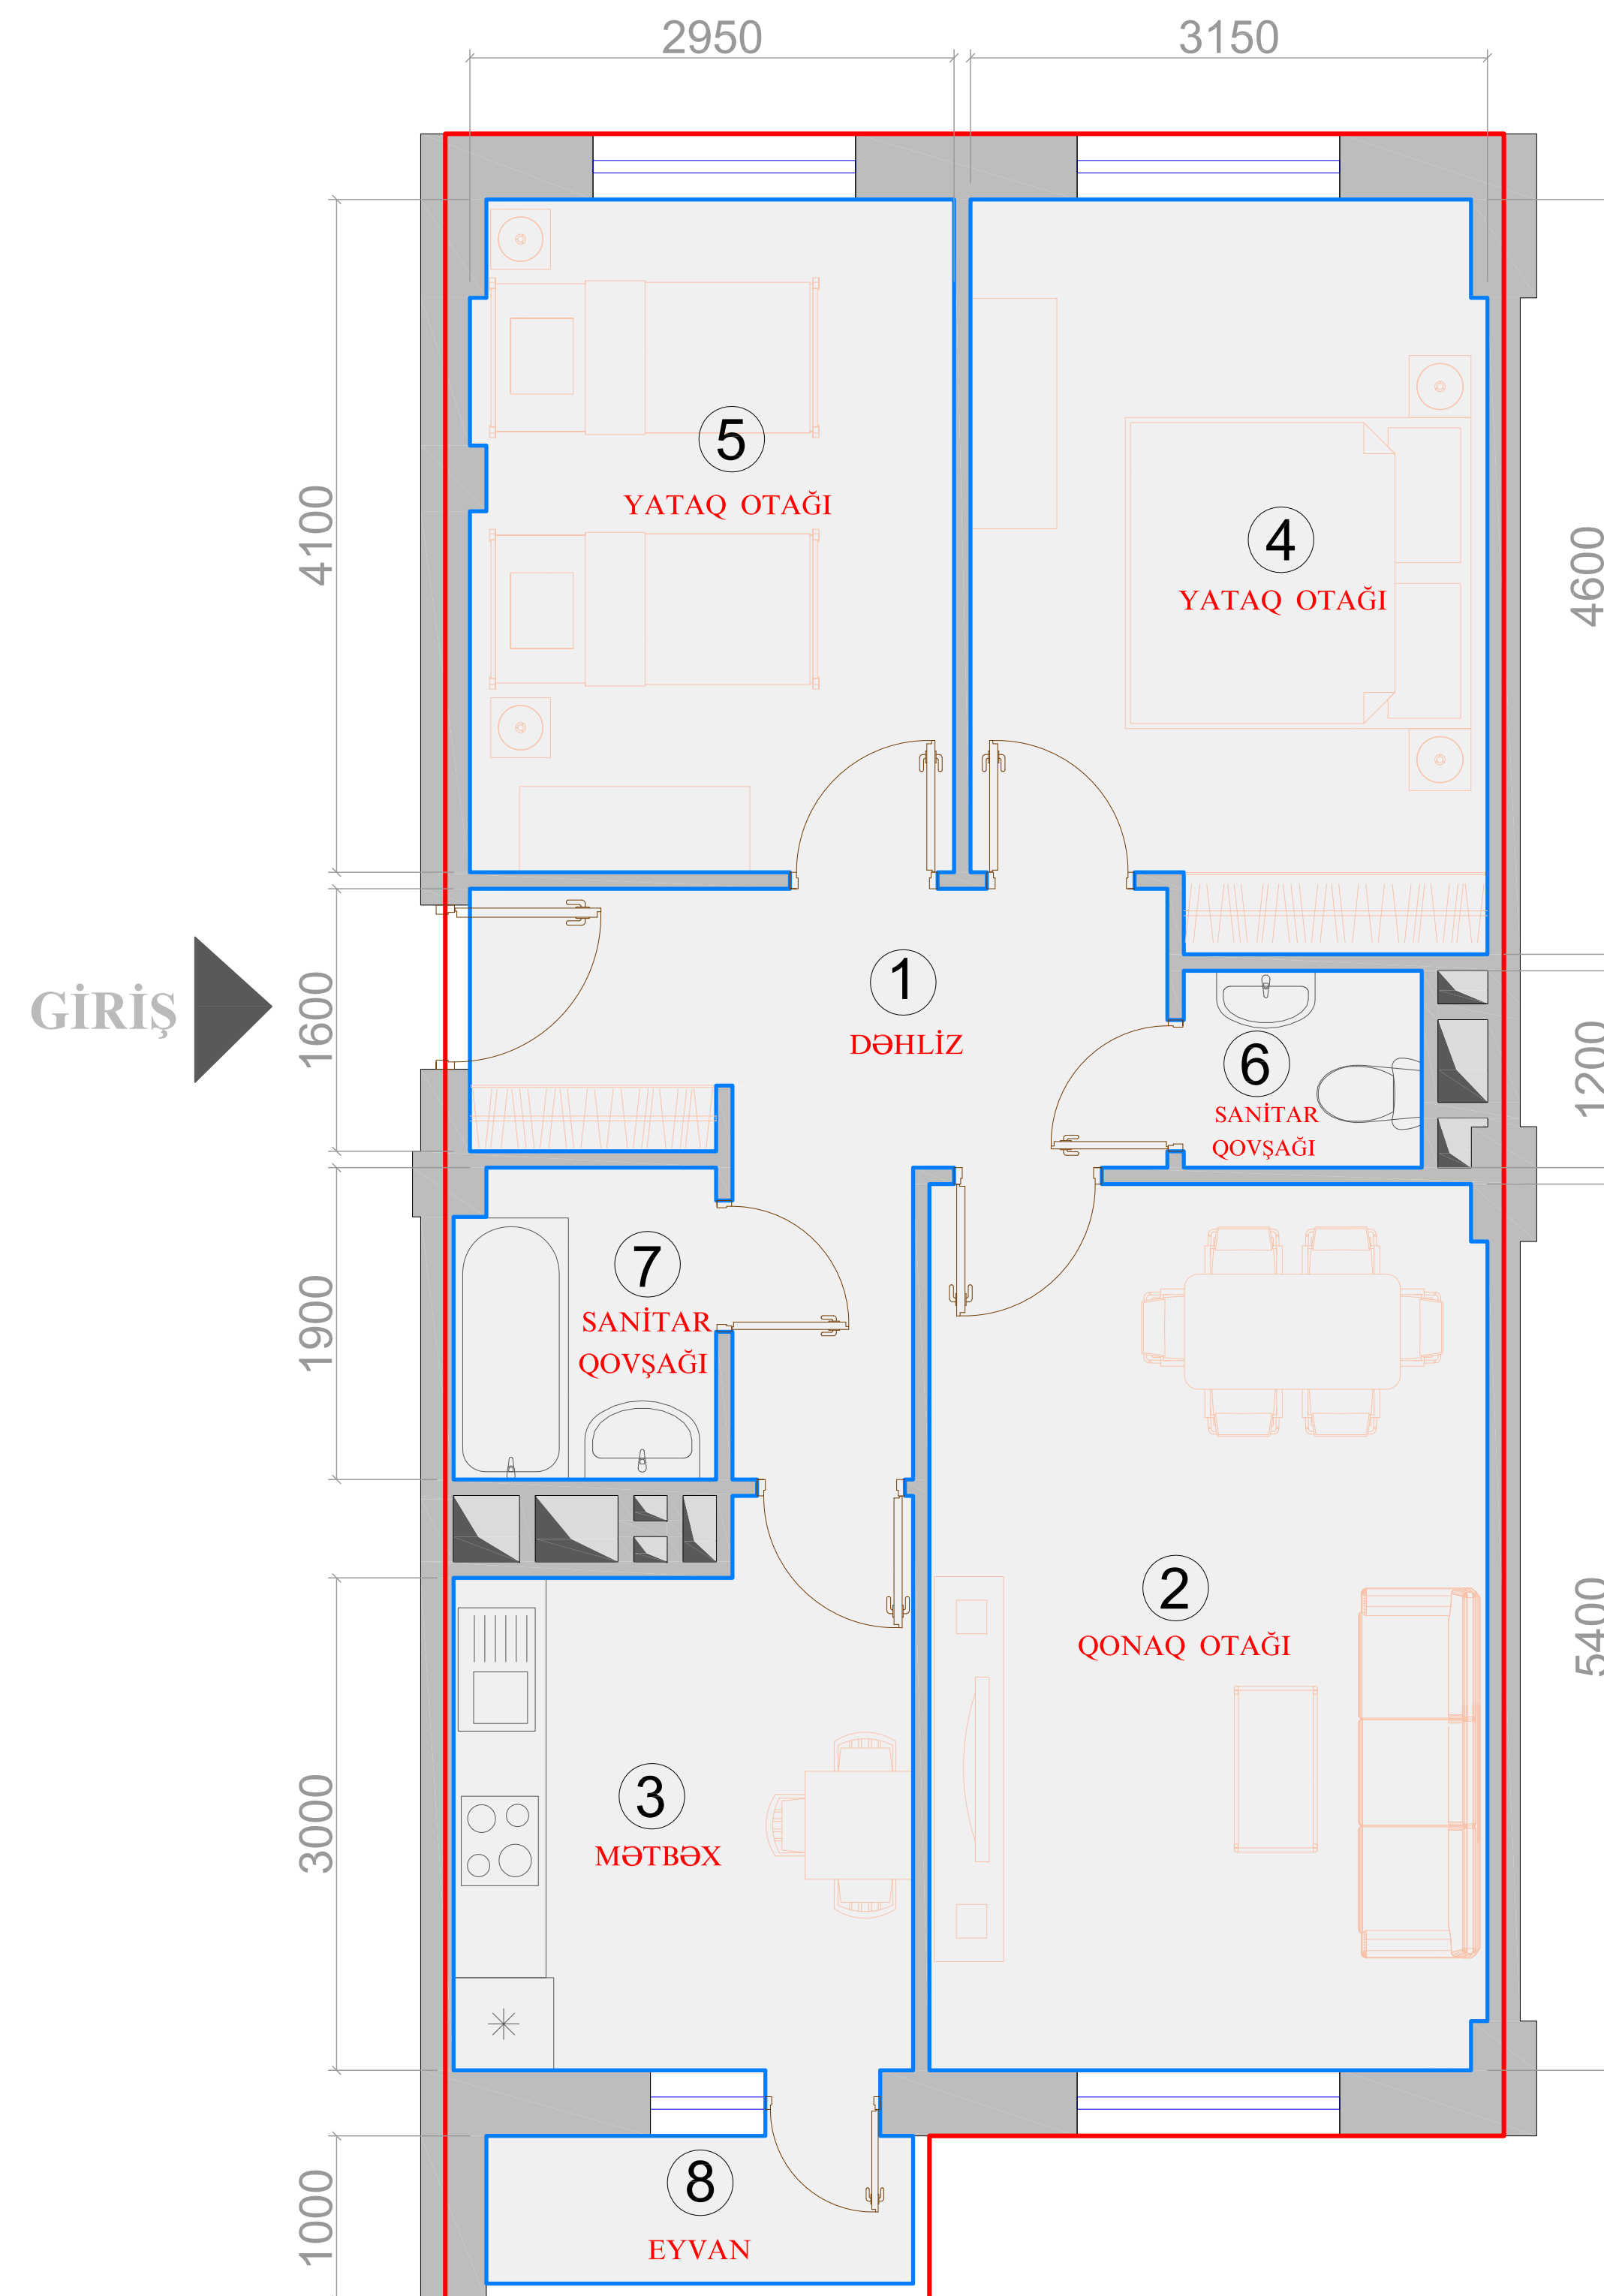 2950
3150
4100
5
YATAQ OTAĞI
4
YATAQ OTAĞI
4600
GİRİŞ
1600
1
DƏHLİZ
6
SANİTAR
QOVŞAĞI
1200
1900
7
SANİTAR
QOVŞAĞI
2
QONAQ OTAĞI
5400
3000
3
MƏTBƏX
1000
8
EYVAN